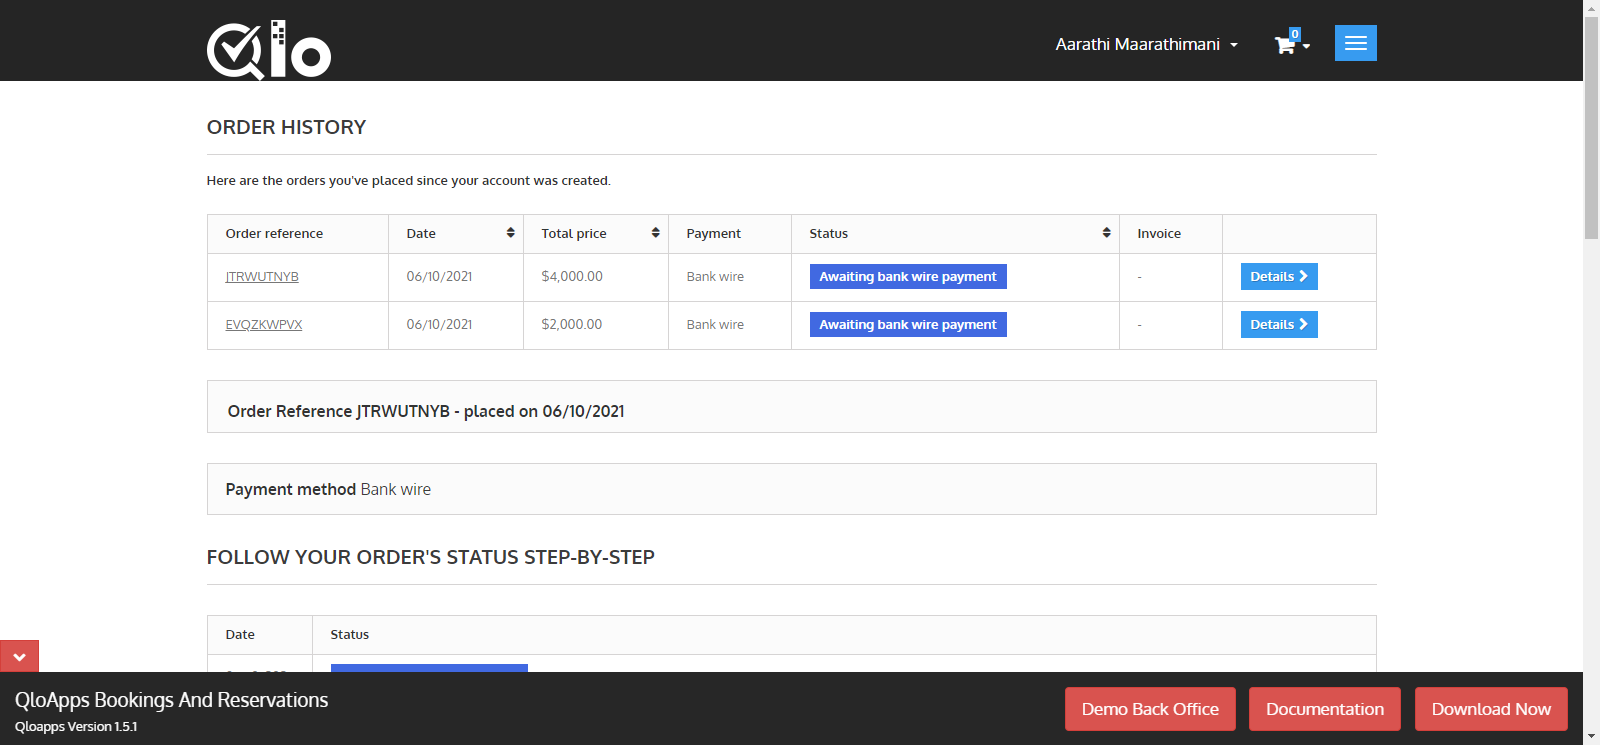 Qlo
Aarathi Maarathimani
0
ORDER HISTORY
Here are the orders you've placed since your account was created.
Order reference Date Total price Payment Status Invoice
JTRWUTNYB 06/10/2021 $4,000.00 Bank wire Awaiting bank wire payment - Details
EVQZKWPVX 06/10/2021 $2,000.00 Bank wire Awaiting bank wire payment - Details
Order Reference JTRWUTNYB - placed on 06/10/2021
Payment method Bank wire
FOLLOW YOUR ORDER'S STATUS STEP-BY-STEP
Date Status
QloApps Bookings And Reservations
Qloapps Version 1.5.1
Demo Back Office Documentation Download Now